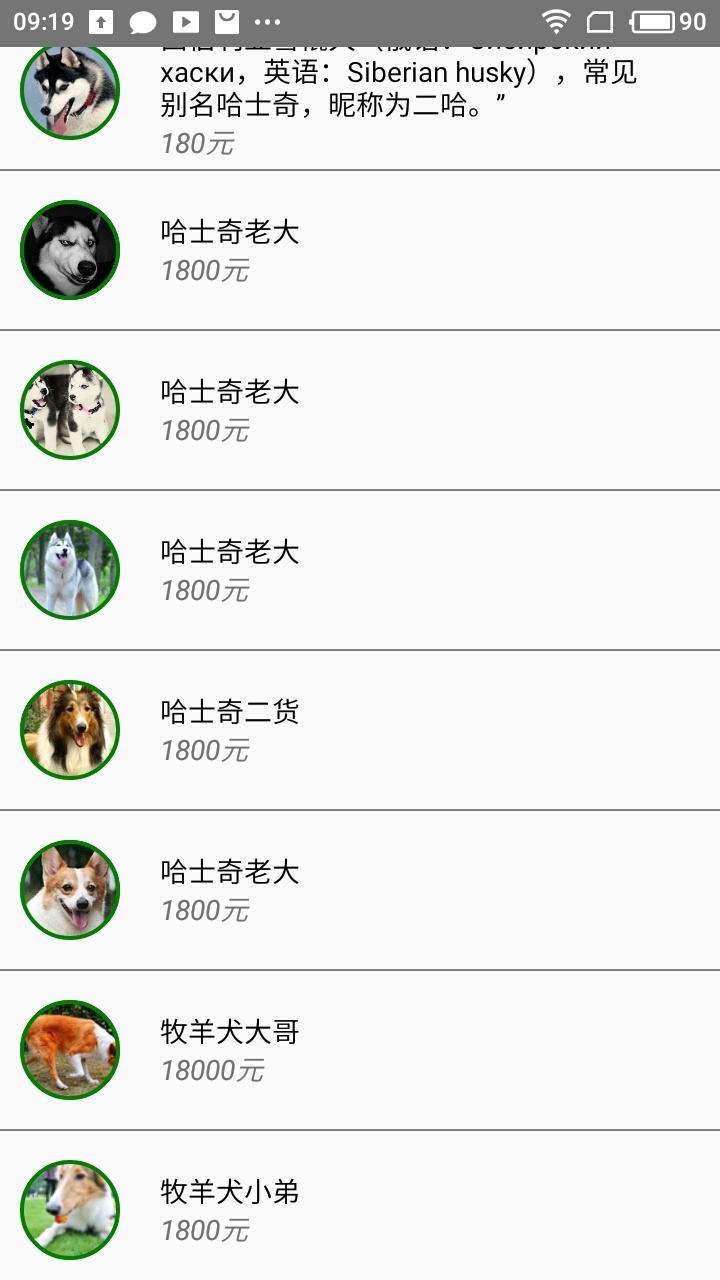 09:19
90
хаски，英语：Siberian husky），常见
别名哈士奇，昵称为二哈。”
180元
哈士奇老大
1800元
哈士奇老大
1800元
哈士奇老大
1800元
哈士奇二货
1800元
哈士奇老大
1800元
牧羊犬大哥
18000元
牧羊犬小弟
1800元